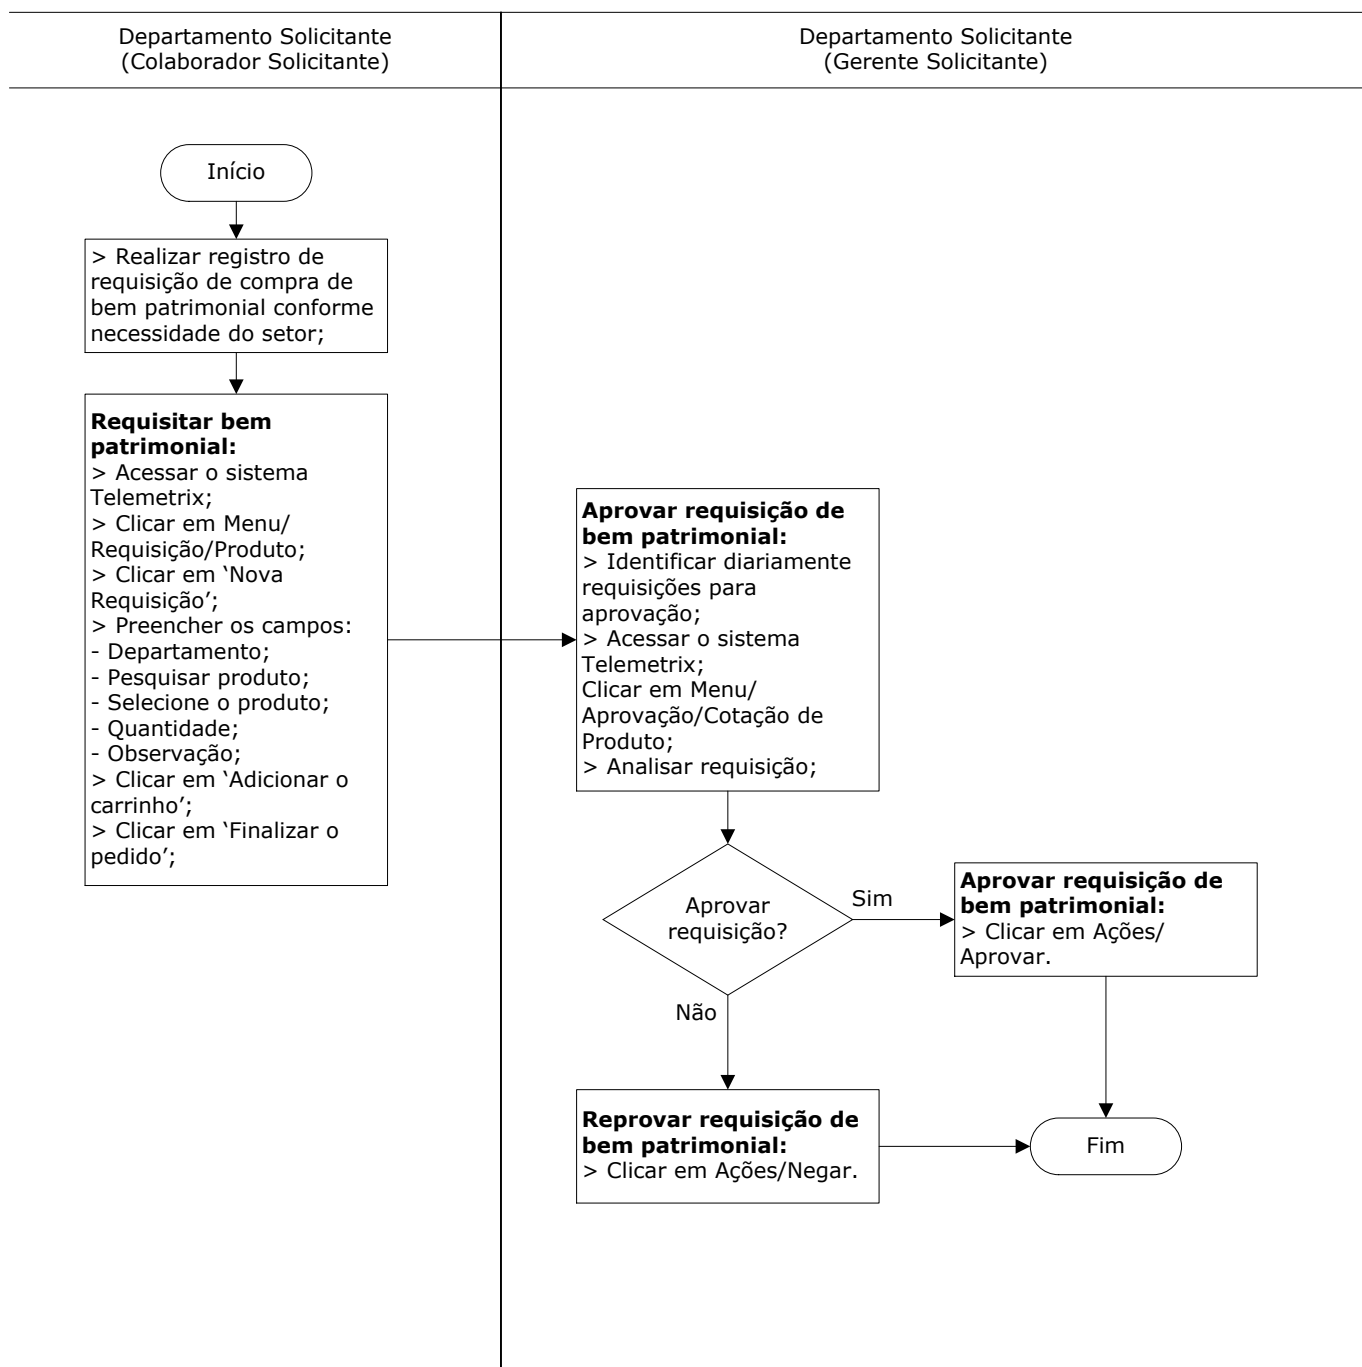 Departamento Solicitante
(Colaborador Solicitante)
Departamento Solicitante
(Gerente Solicitante)
Início
> Realizar registro de
requisição de compra de
bem patrimonial conforme
necessidade do setor;
Requisitar bem
patrimonial:
> Acessar o sistema
Telemetrix;
> Clicar em Menu/
Requisição/Produto;
> Clicar em ‘Nova
Requisição’;
> Preencher os campos:
- Departamento;
- Pesquisar produto;
- Selecione o produto;
- Quantidade;
- Observação;
> Clicar em ‘Adicionar o
carrinho’;
> Clicar em ‘Finalizar o
pedido’;
Aprovar requisição de
bem patrimonial:
> Identificar diariamente
requisições para
aprovação;
> Acessar o sistema
Telemetrix;
Clicar em Menu/
Aprovação/Cotação de
Produto;
> Analisar requisição;
Aprovar
requisição?
Sim
Aprovar requisição de
bem patrimonial:
> Clicar em Ações/
Aprovar.
Não
Reprovar requisição de
bem patrimonial:
> Clicar em Ações/Negar.
Fim